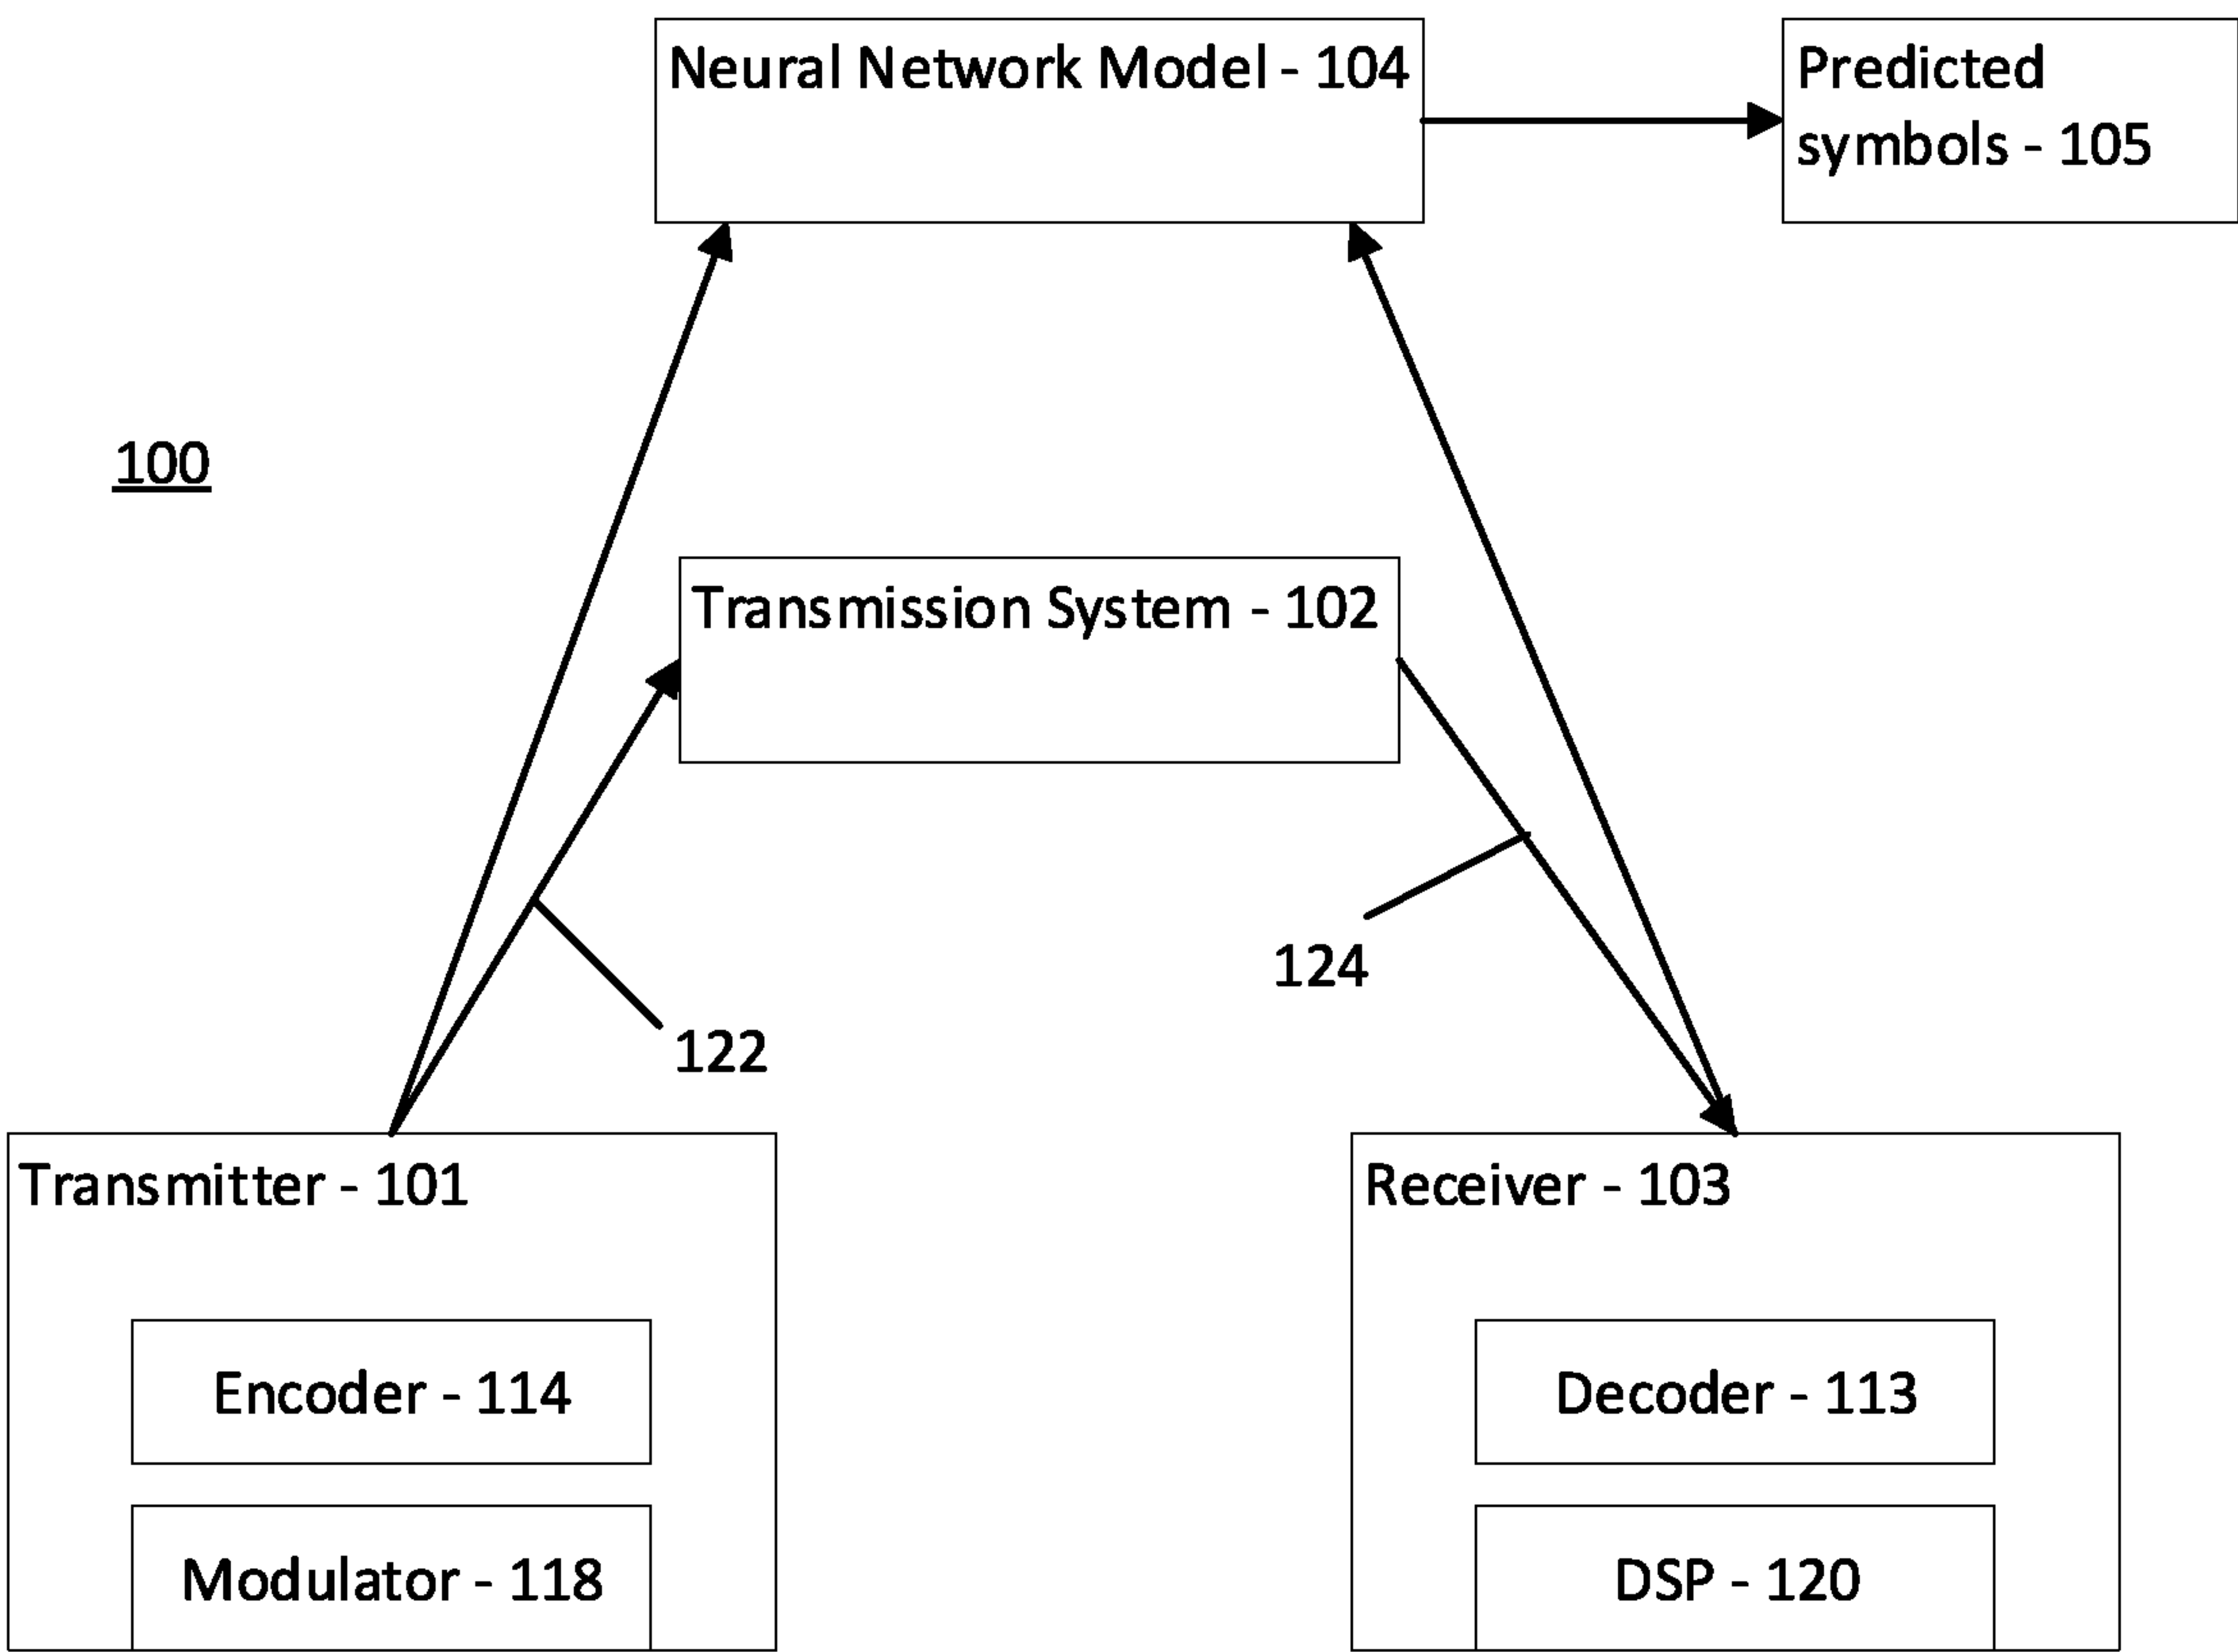 Neural Network Model - 104
Predicted
symbols - 105
100
Transmission System - 102
124
122
Transmitter - 101
Receiver - 103
Encoder - 114
Decoder - 113
Modulator - 118
DSP - 120